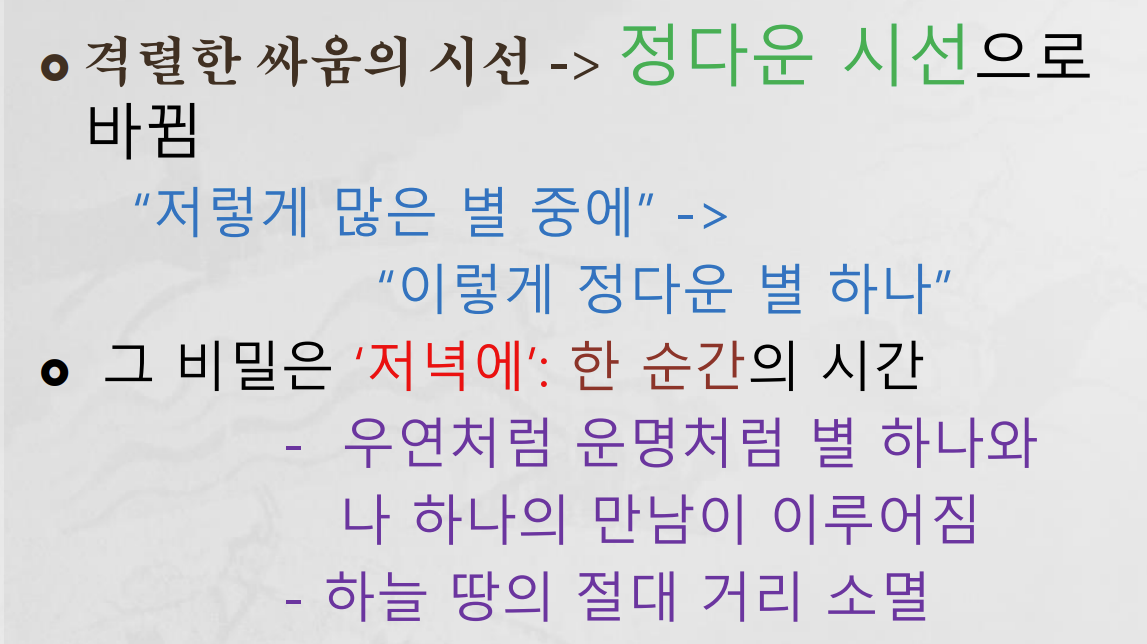 격렬한 싸움의 시선 -> 정다운 시선으로
바뀜
“저렇게 많은 별 중에” ->
“이렇게 정다운 별 하나”
그 비밀은 ‘저녁에’: 한 순간의 시간
- 우연처럼 운명처럼 별 하나와
나 하나의 만남이 이루어짐
- 하늘 땅의 절대 거리 소멸